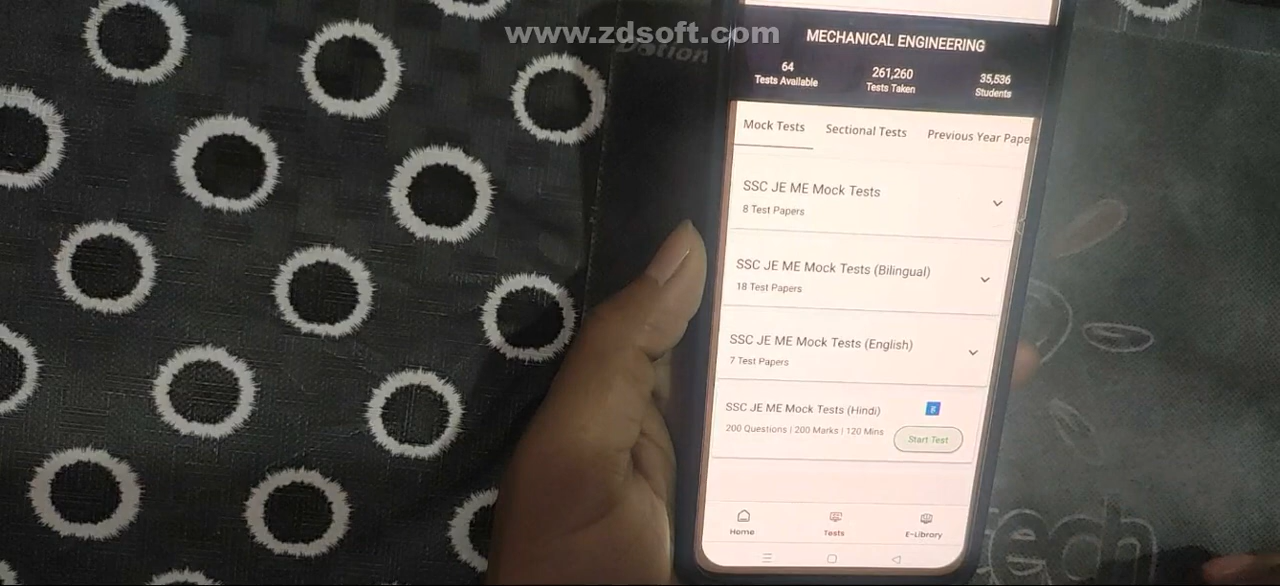 www.zdsoft.com
MECHANICAL ENGINEERING
64
Tests Available
261,260
Tests Taken
35,536
Students
Mock Tests
Sectional Tests
Previous Year Pape
SSC JE ME Mock Tests
8 Test Papers
SSC JE ME Mock Tests (Bilingual)
18 Test Papers
SSC JE ME Mock Tests (English)
7 Test Papers
SSC JE ME Mock Tests (Hindi)
200 Questions | 200 Marks | 120 Mins
Start Test
Home
Tests
E-Library